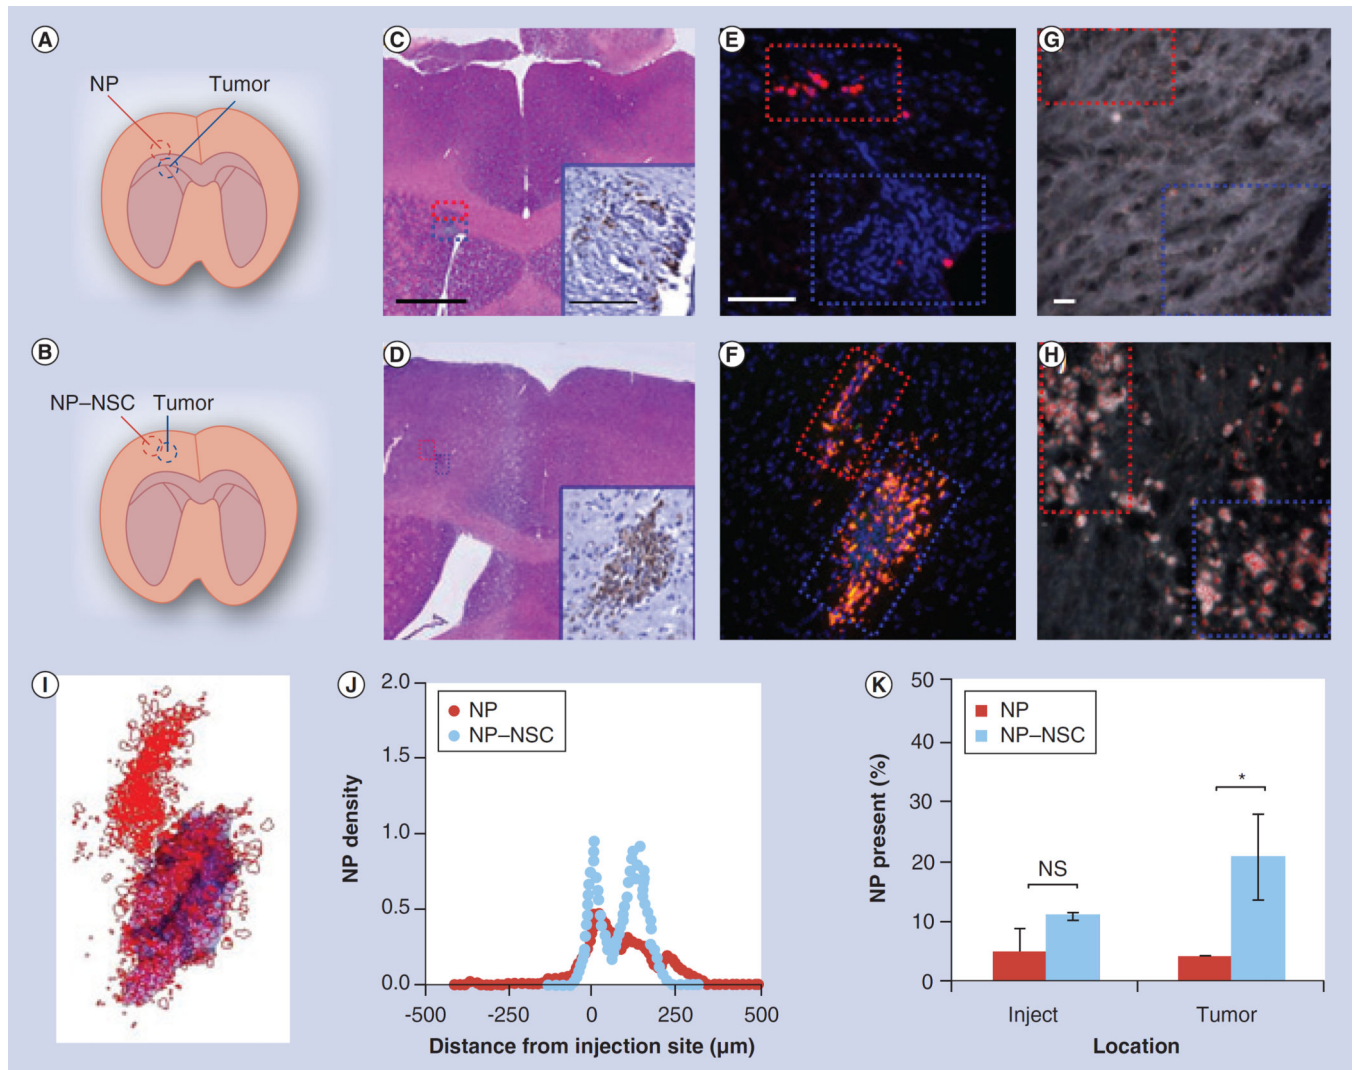 A
NP
Tumor
B
NP–NSC
Tumor
C
D
E
F
G
H
I
J
2.0
1.5
1.0
0.5
0.0
NP
NP–NSC
NP density
-500
-250
0
250
500
Distance from injection site (µm)
K
50
40
30
20
10
0
NP
NP–NSC
NP present (%)
NS
*
Inject
Tumor
Location